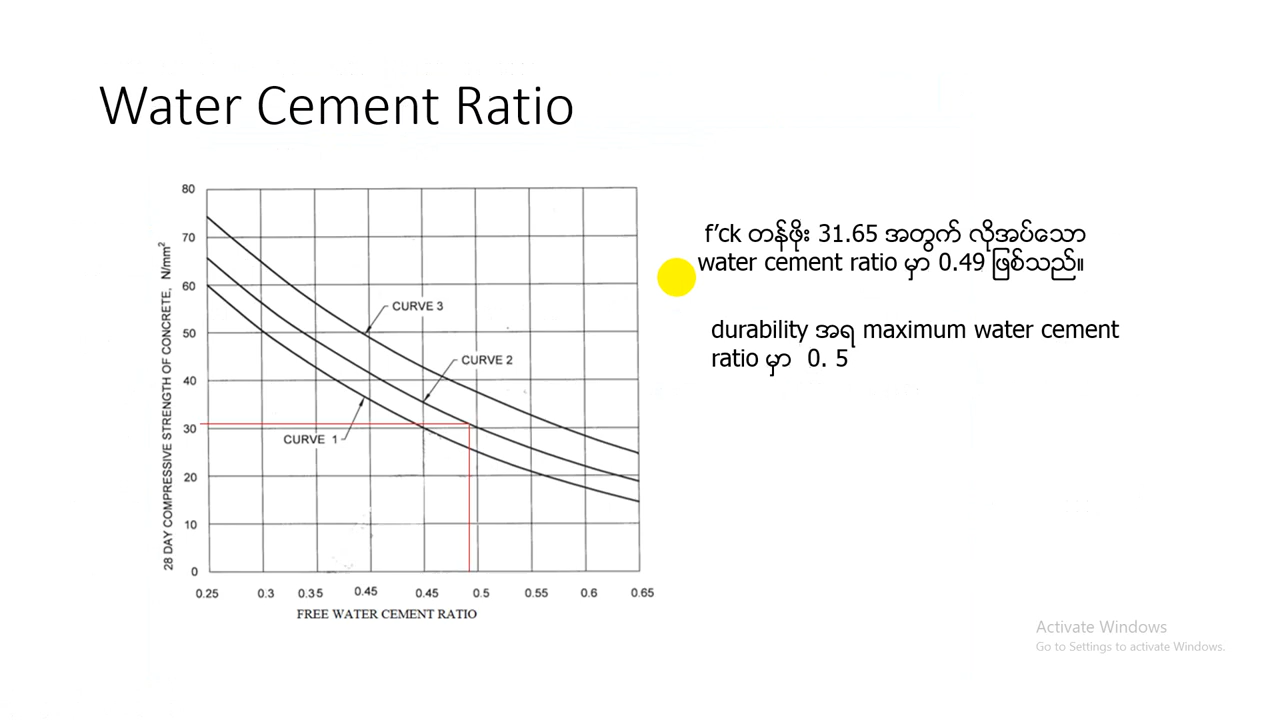 Water Cement Ratio
80
70
60
50
40
30
20
10
0
28 DAY COMPRESSIVE STRENGTH OF CONCRETE, N/mm²
CURVE 3
CURVE 2
CURVE 1
0.25 0.3 0.35 0.45 0.45 0.5 0.55 0.6 0.65
FREE WATER CEMENT RATIO
f’ck တန်ဖိုး 31.65 အတွက် လိုအပ်သော
water cement ratio မှာ 0.49 ဖြစ်သည်။
durability အရ maximum water cement
ratio မှာ 0. 5
Activate Windows
Go to Settings to activate Windows.